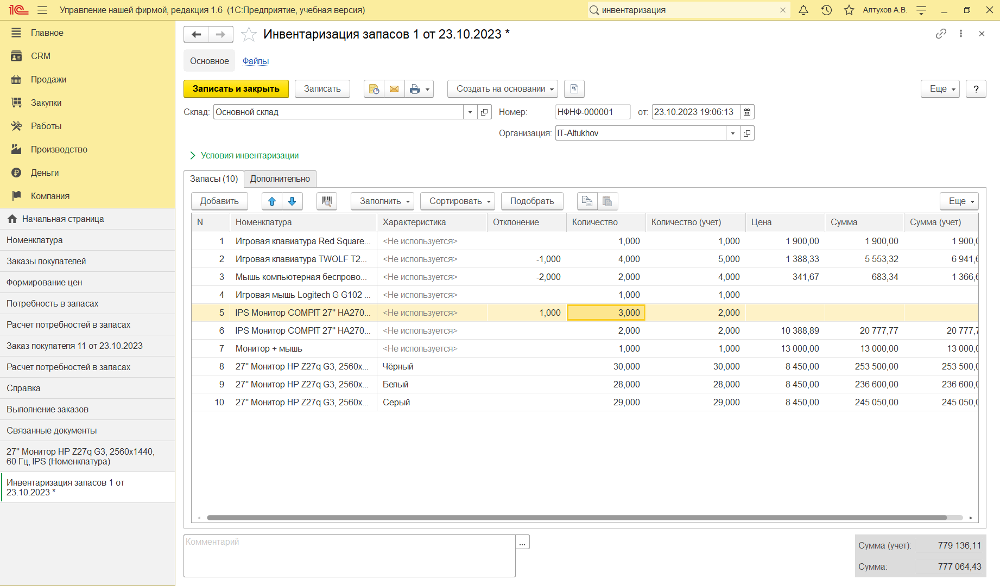 Управление нашей фирмой, редакция 1.6 (1С:Предприятие, учебная версия)
инвентаризация
Алтухов А.В.
Главное
CRM
Продажи
Закупки
Работы
Производство
Деньги
Компания
Начальная страница
Номенклатура
Заказы покупателей
Формирование цен
Потребность в запасах
Расчет потребностей в запасах
Заказ покупателя 11 от 23.10.2023
Расчет потребностей в запасах
Справка
Выполнение заказов
Связанные документы
27" Монитор HP Z27q G3, 2560x1440,
60 Гц, IPS (Номенклатура)
Инвентаризация запасов 1 от
23.10.2023 *
Инвентаризация запасов 1 от 23.10.2023 *
Основное Файлы
Записать и закрыть Записать Создать на основании Еще ?
Склад: Основной склад Номер: НФНФ-000001 от: 23.10.2023 19:06:13
Организация: IT-Altukhov
Условия инвентаризации
Запасы (10) Дополнительно
Добавить Заполнить Сортировать Подобрать Еще
N Номенклатура Характеристика Отклонение Количество Количество (учет) Цена Сумма Сумма (учет)
1 Игровая клавиатура Red Square... <Не используется> 1,000 1,000 1 900,00 1 900,00 1 900,0
2 Игровая клавиатура TWOLF T2... <Не используется> -1,000 4,000 5,000 1 388,33 5 553,32 6 941,6
3 Мышь компьютерная беспрово... <Не используется> -2,000 2,000 4,000 341,67 683,34 1 366,6
4 Игровая мышь Logitech G G102 ... <Не используется> 1,000 1,000
5 IPS Монитор COMPIT 27" HA270... <Не используется> 1,000 3,000 2,000
6 IPS Монитор COMPIT 27" HA270... <Не используется> 2,000 2,000 10 388,89 20 777,77 20 777,7
7 Монитор + мышь <Не используется> 1,000 1,000 13 000,00 13 000,00 13 000,0
8 27" Монитор HP Z27q G3, 2560x... Чёрный 30,000 30,000 8 450,00 253 500,00 253 500,0
9 27" Монитор HP Z27q G3, 2560x... Белый 28,000 28,000 8 450,00 236 600,00 236 600,0
10 27" Монитор HP Z27q G3, 2560x... Серый 29,000 29,000 8 450,00 245 050,00 245 050,0
Комментарий ...
Сумма (учет): 779 136,11
Сумма: 777 064,43